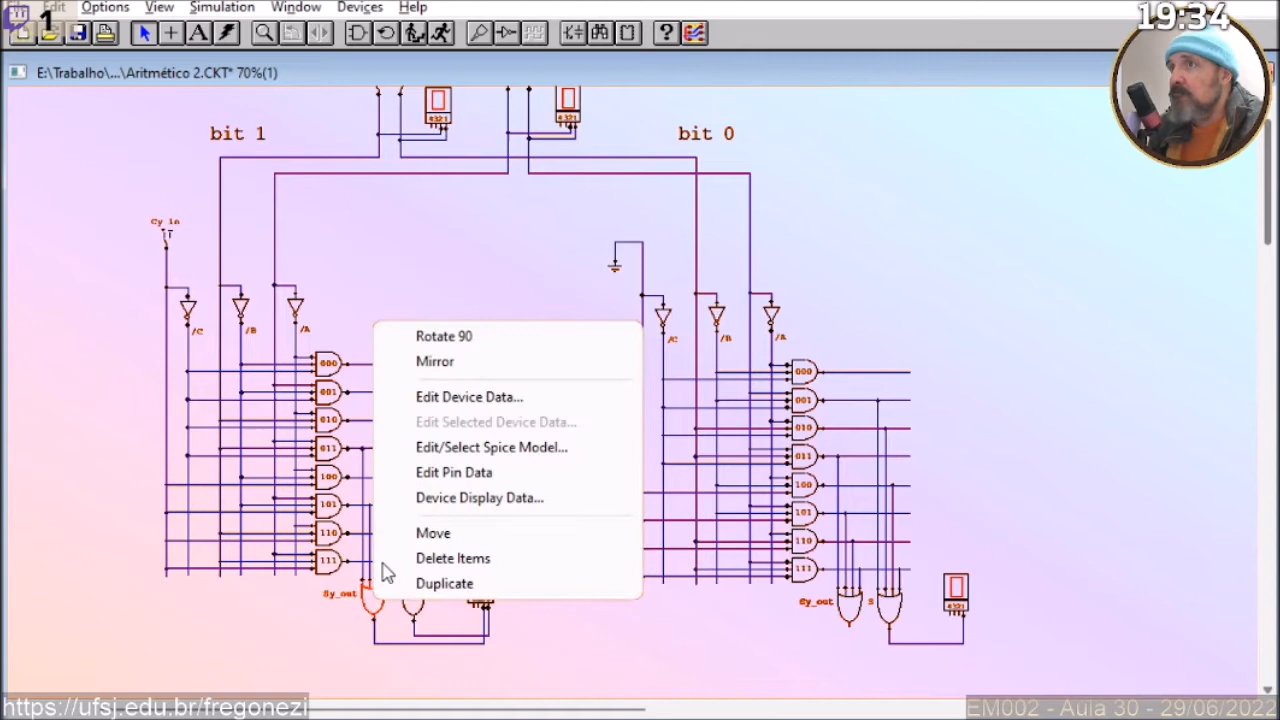 1
19:34
Edit Options View Simulation Window Devices Help
E:\Trabalho\...\Aritmético 2.CKT* 70%(1)
bit 1
bit 0
8321
8321
Cy_in
/C
/B
/A
/C
/B
/A
000
001
010
011
100
101
110
111
Rotate 90
Mirror
Edit Device Data...
Edit Selected Device Data...
Edit/Select Spice Model...
Edit Pin Data
Device Display Data...
Move
Delete Items
Duplicate
000
001
010
011
100
101
110
111
Cy_out
Cy_out
S
https://ufsj.edu.br/fregonezi
EM002 - Aula 30 - 29/06/2022